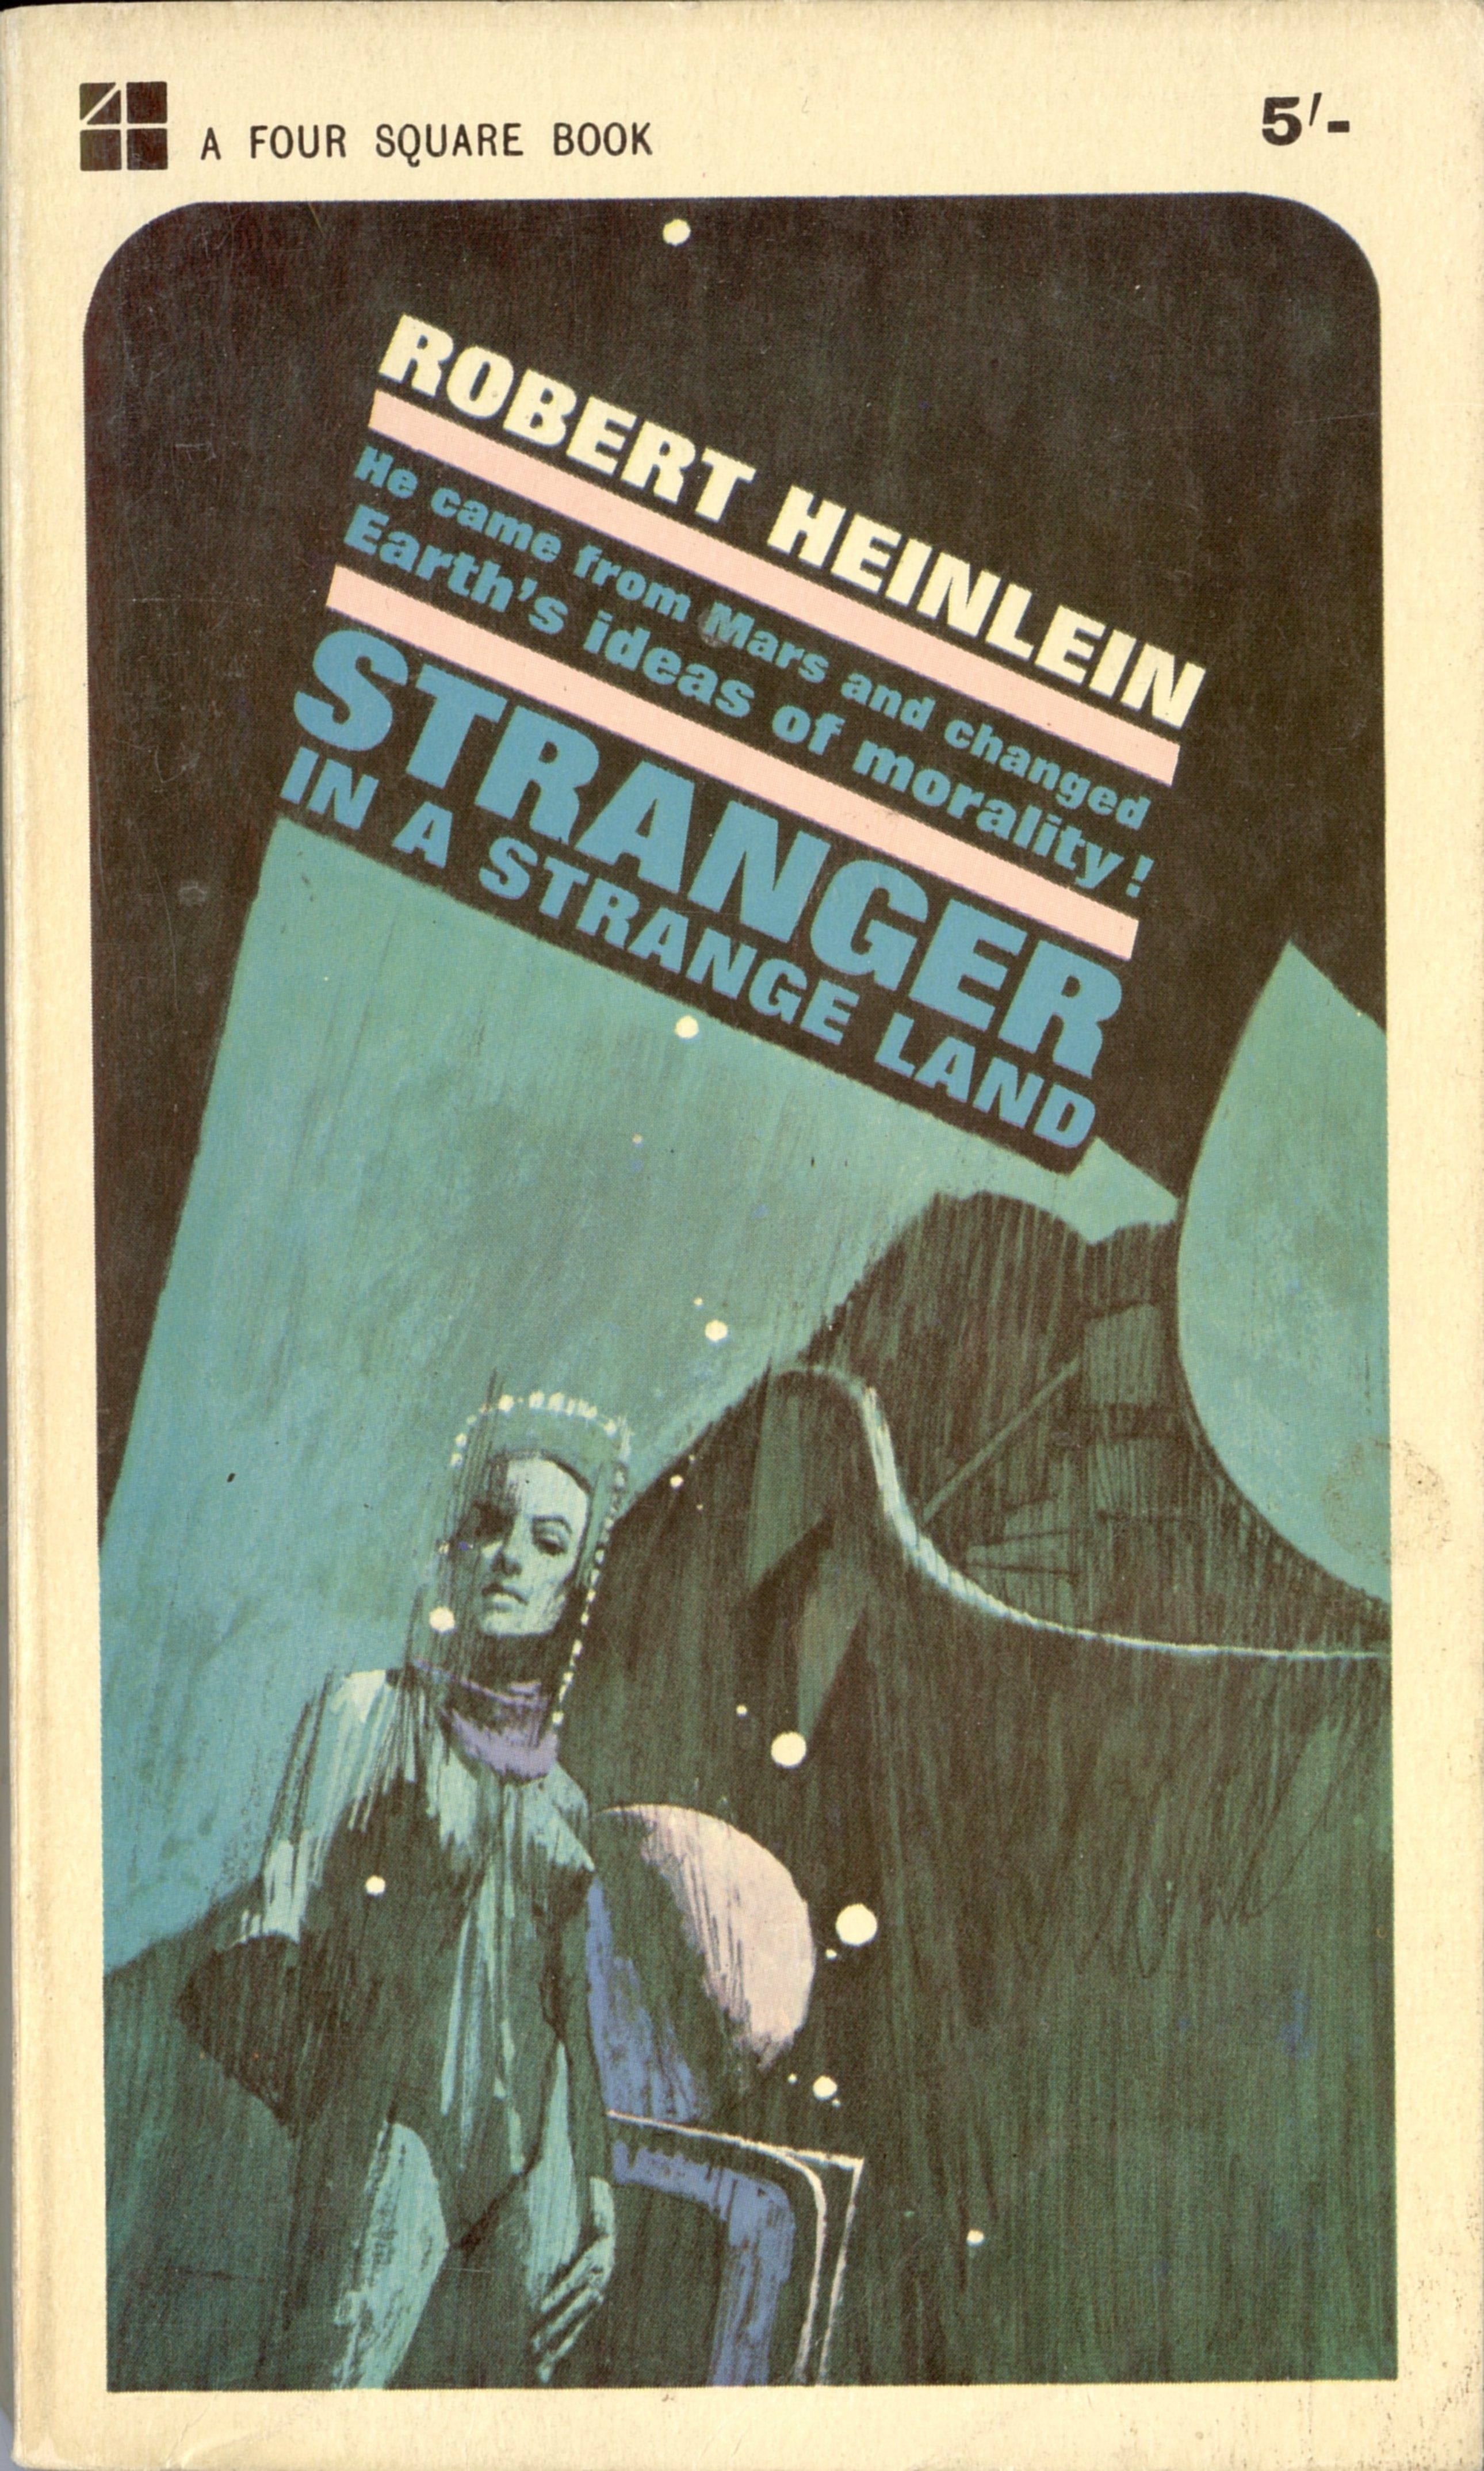 A FOUR SQUARE BOOK
5/-
ROBERT HEINLEIN
He came from Mars and changed
Earth's ideas of morality!
STRANGER
IN A STRANGE LAND